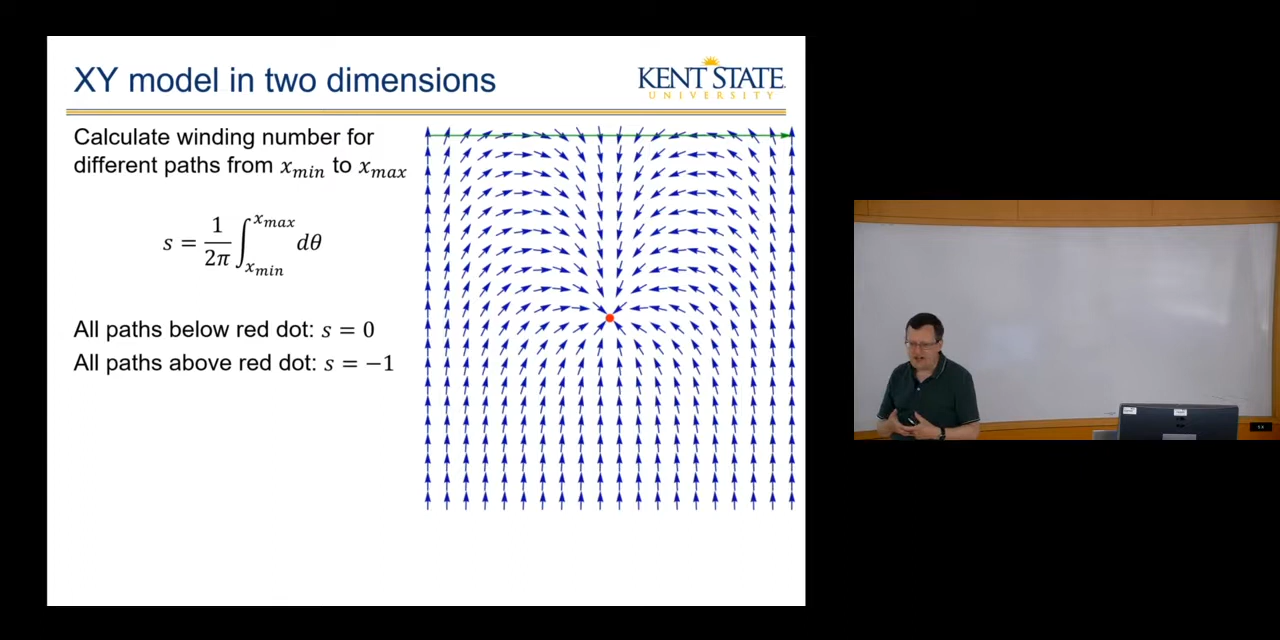 XY model in two dimensions
KENT STATE
UNIVERSITY
Calculate winding number for
different paths from x_{min} to x_{max}
s = \frac{1}{2\pi} \int_{x_{min}}^{x_{max}} dθ
All paths below red dot: s = 0
All paths above red dot: s = −1